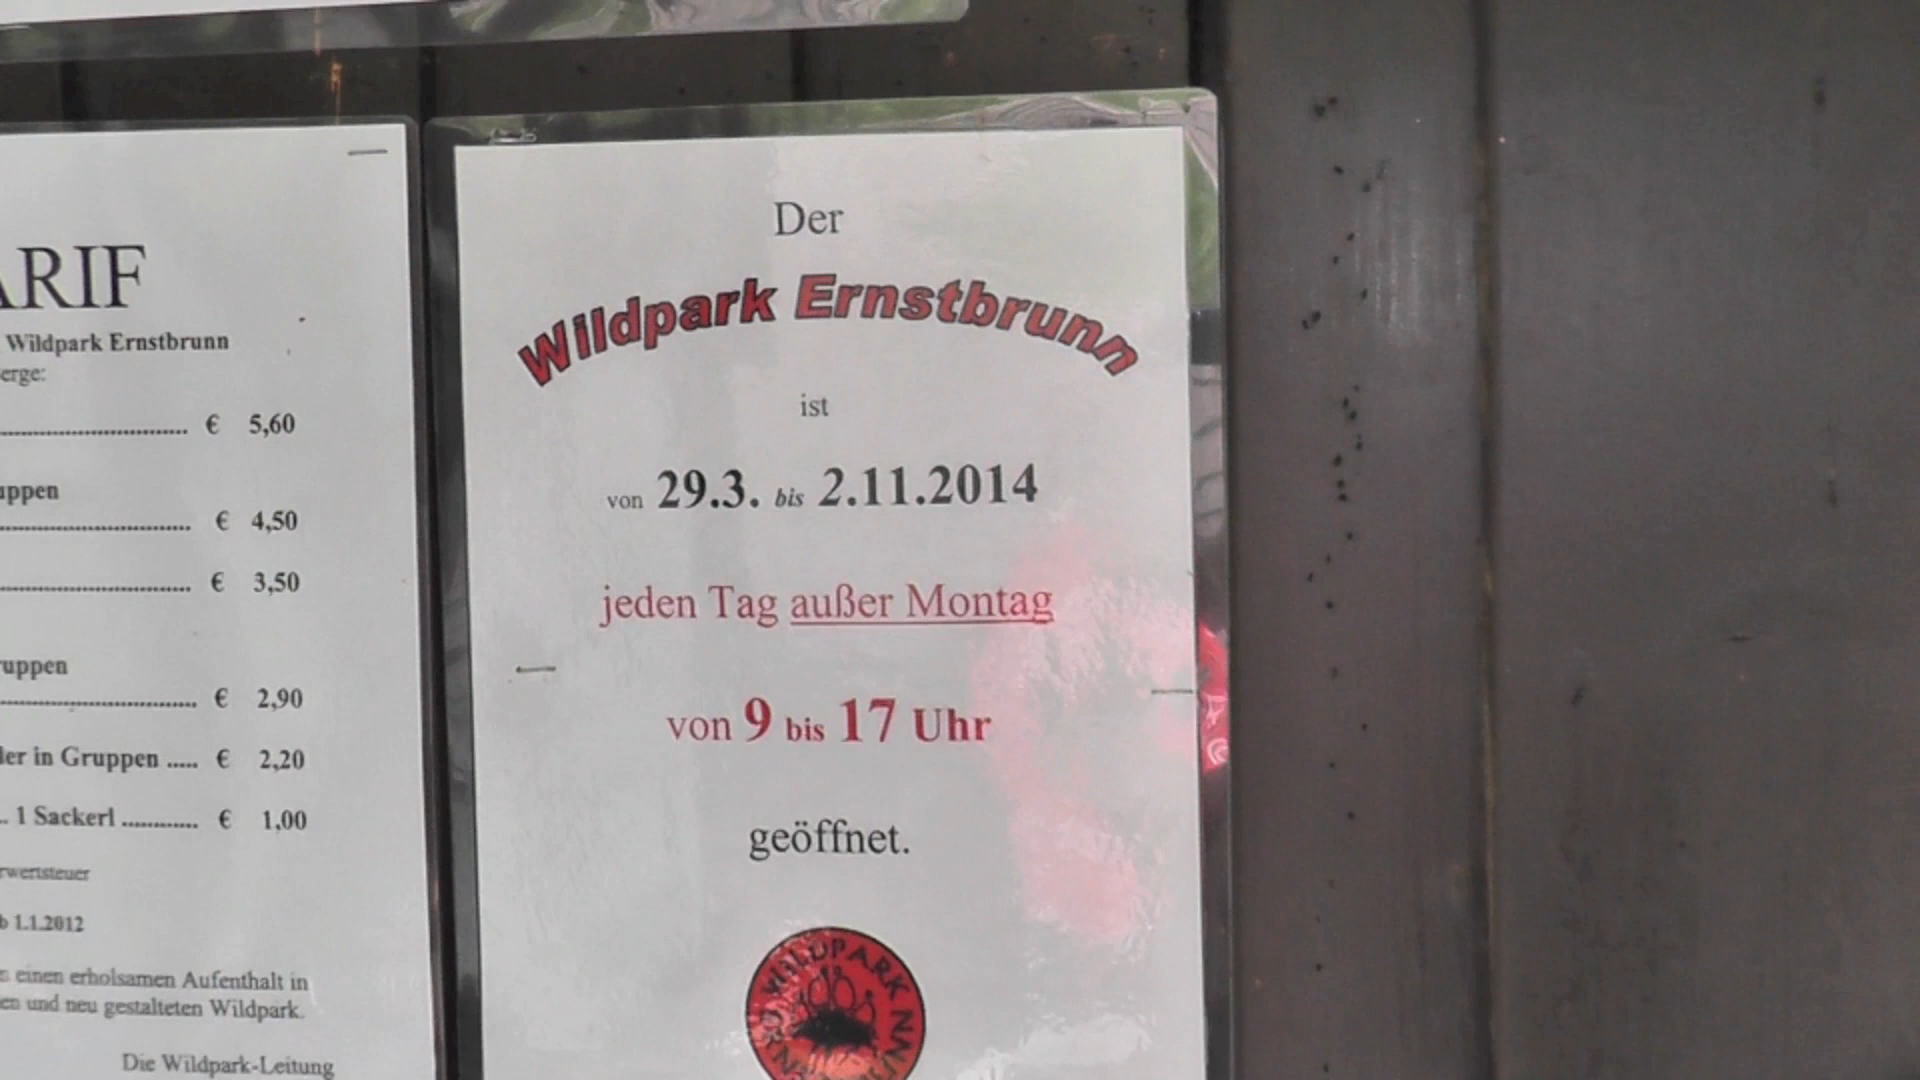 ARIF
Wildpark Ernstbrunn
erge:
€ 5,60
uppen
€ 4,50
€ 3,50
ruppen
€ 2,90
der in Gruppen ..... € 2,20
.. 1 Sackerl ............ € 1,00
rwertsteuer
b 1.1.2012
einen erholsamen Aufenthalt in
en und neu gestalteten Wildpark.
Die Wildpark-Leitung
Der
Wildpark Ernstbrunn
ist
von 29.3. bis 2.11.2014
jeden Tag außer Montag
von 9 bis 17 Uhr
geöffnet.
WILDPARK